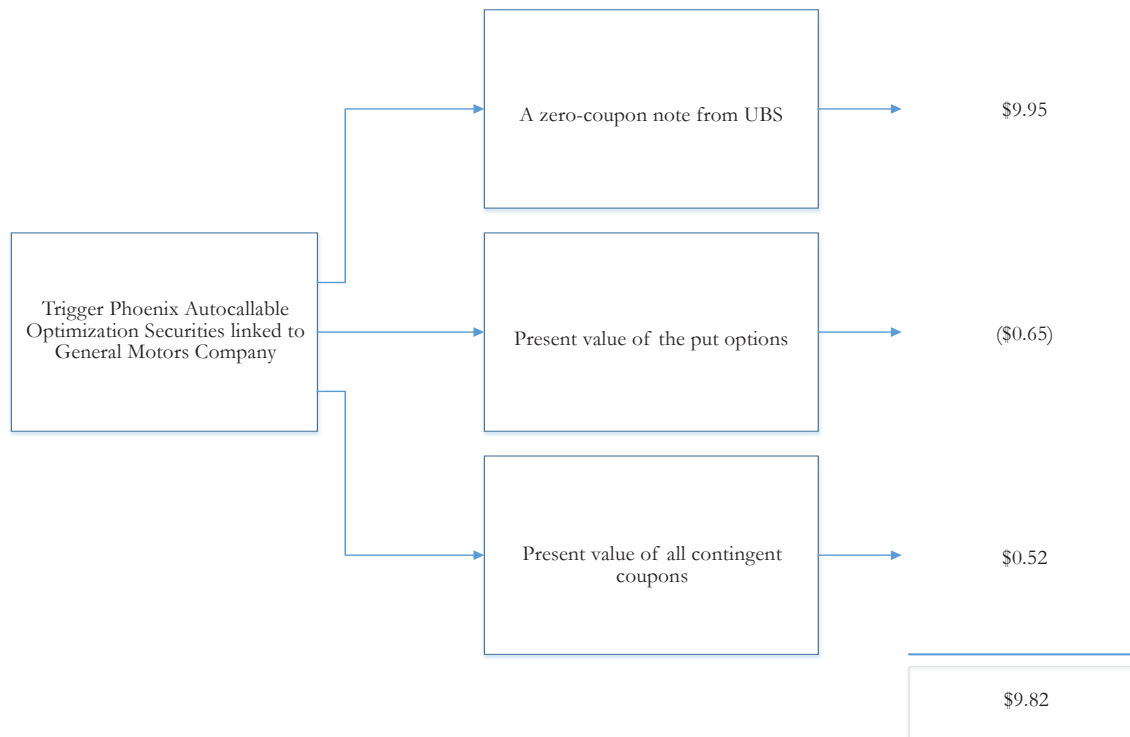 A zero-coupon note from UBS
$9.95
Trigger Phoenix Autocallable
Optimization Securities linked to
General Motors Company
Present value of the put options
($0.65)
Present value of all contingent
coupons
$0.52
$9.82